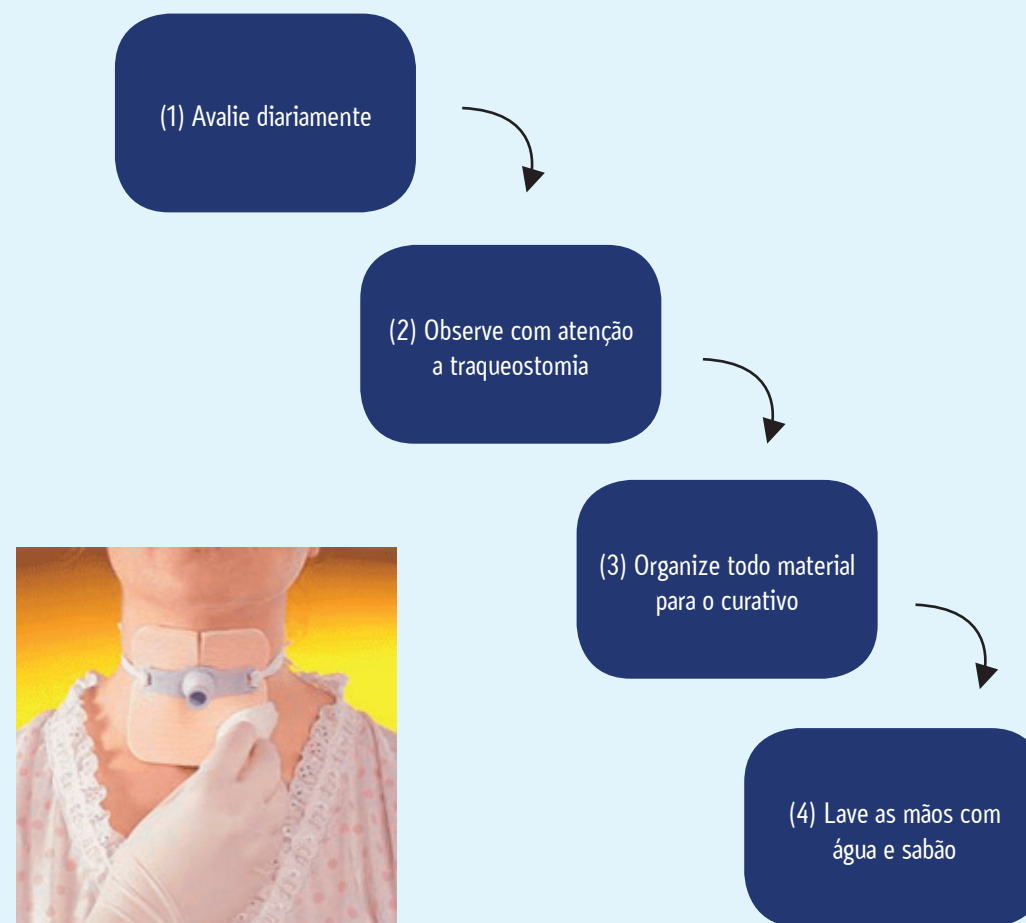 (1) Avalie diariamente
(2) Observe com atenção
a traqueostomia
(3) Organize todo material
para o curativo
(4) Lave as mãos com
água e sabão